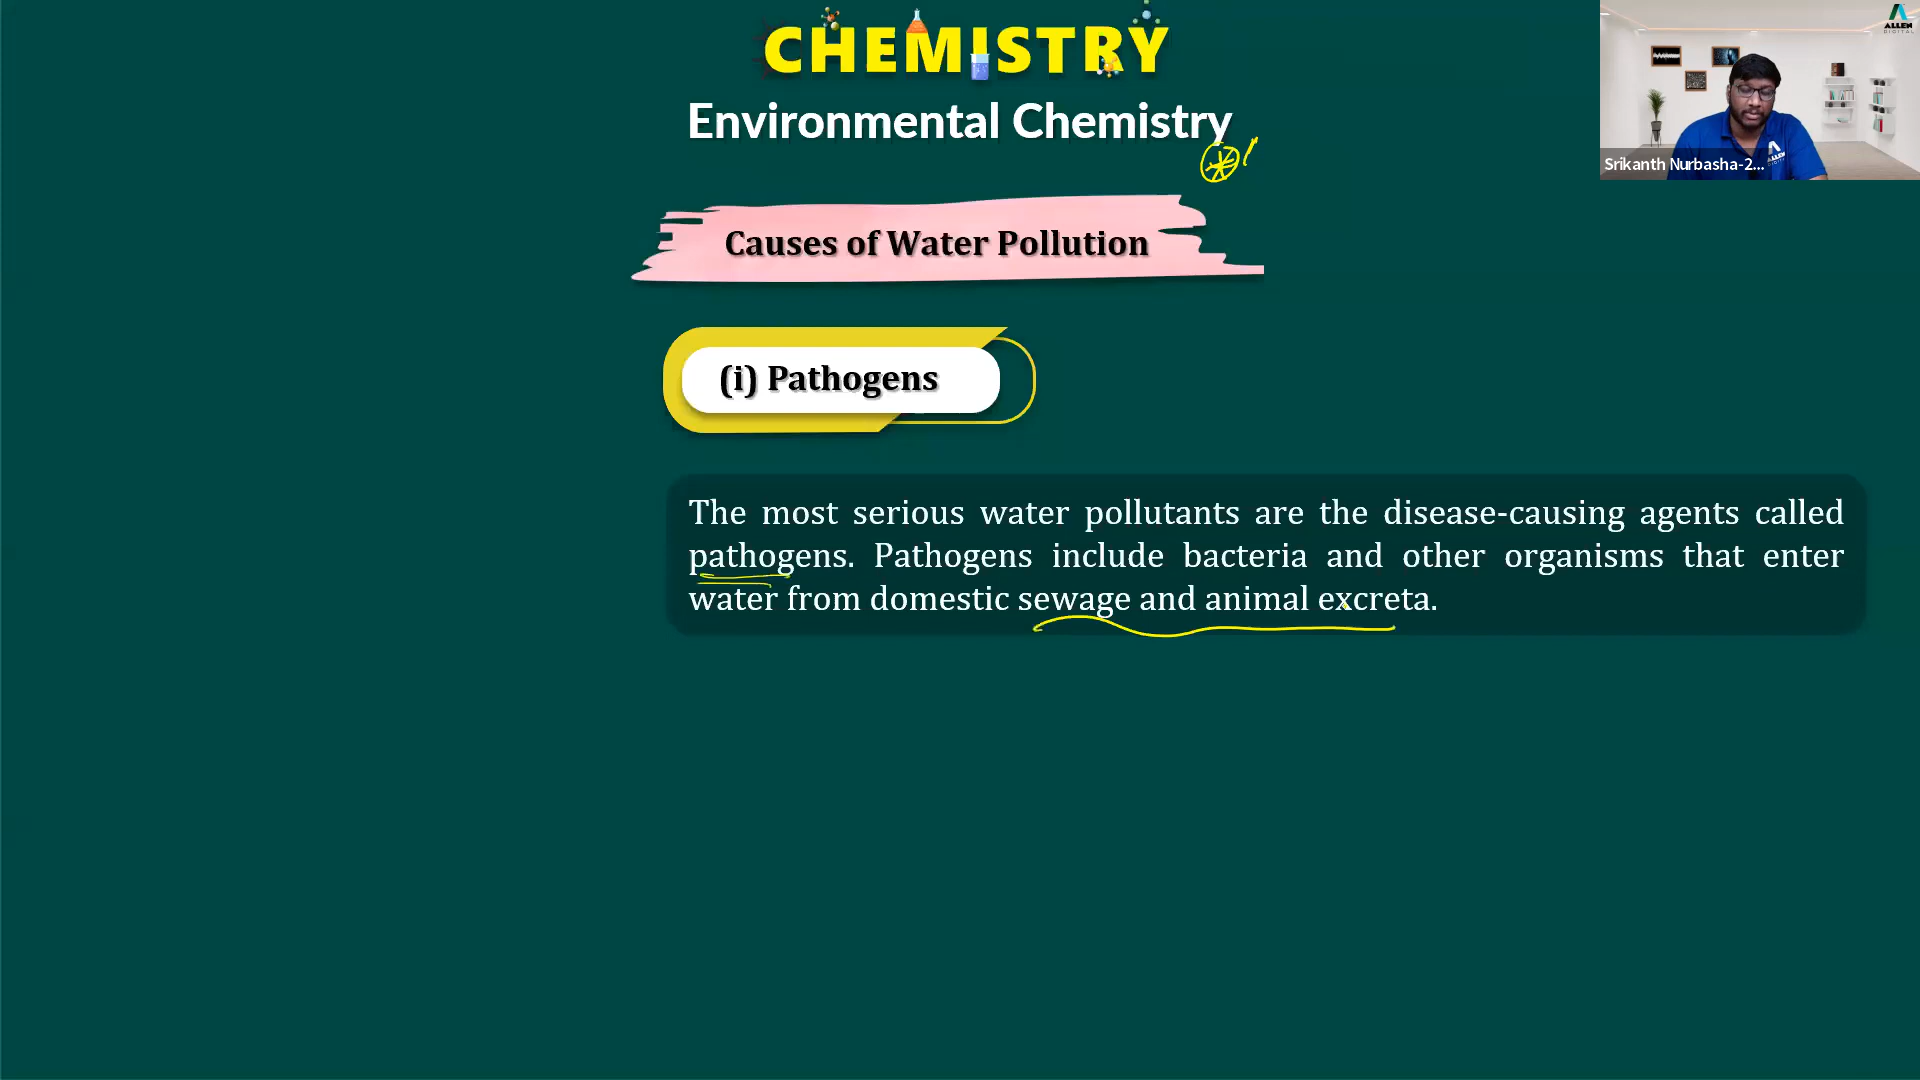 CHEMISTRY
Environmental Chemistry
ALLEN
DIGITAL
Srikanth Nurbasha-2...
Causes of Water Pollution
(i) Pathogens
The most serious water pollutants are the disease-causing agents called
pathogens. Pathogens include bacteria and other organisms that enter
water from domestic sewage and animal excreta.